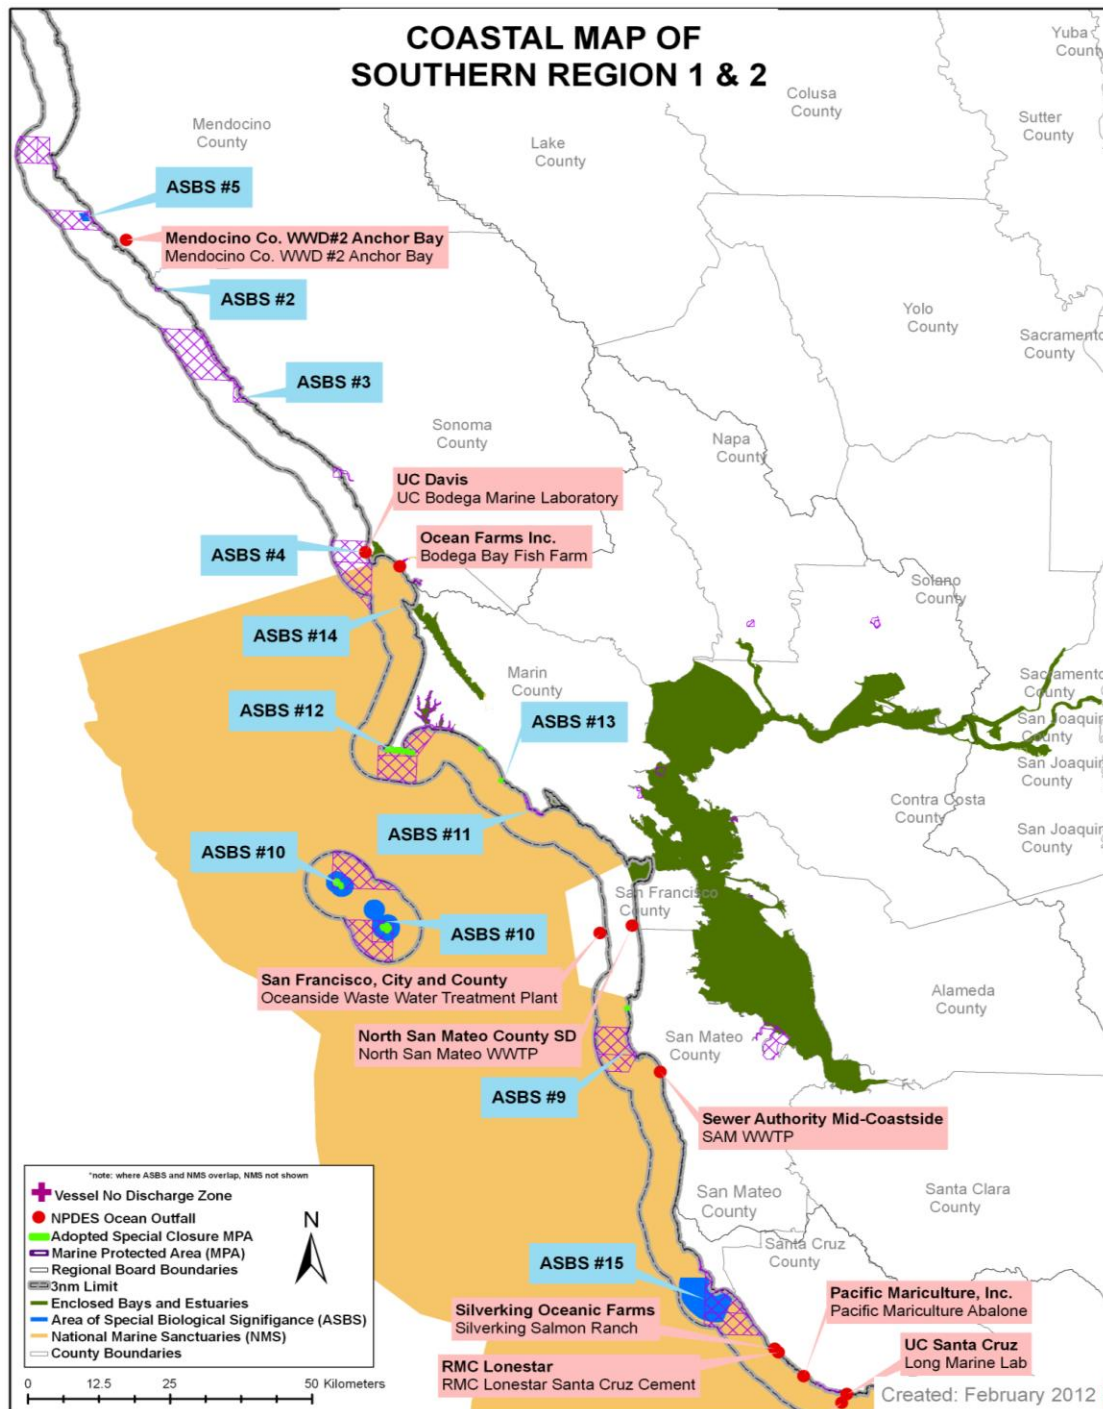 COASTAL MAP OF
SOUTHERN REGION 1 & 2
Yuba
County
Colusa
County
Sutter
County
Mendocino
County
Lake
County
ASBS #5
Mendocino Co. WWD#2 Anchor Bay
Mendocino Co. WWD #2 Anchor Bay
ASBS #2
Yolo
County
Sacramento
County
ASBS #3
Sonoma
County
Napa
County
UC Davis
UC Bodega Marine Laboratory
Ocean Farms Inc.
Bodega Bay Fish Farm
ASBS #4
Solano
County
ASBS #14
Marin
County
Sacramento
County
ASBS #12
ASBS #13
San Joaquin
County
San Joaquin
County
Contra Costa
County
San Joaquin
County
ASBS #11
ASBS #10
San Francisco
County
ASBS #10
San Francisco, City and County
Oceanside Waste Water Treatment Plant
Alameda
County
North San Mateo County SD
North San Mateo WWTP
San Mateo
County
ASBS #9
Sewer Authority Mid-Coastside
SAM WWTP
San Mateo
County
Santa Clara
County
Santa Cruz
County
ASBS #15
Pacific Mariculture, Inc.
Pacific Mariculture Abalone
Silverking Oceanic Farms
Silverking Salmon Ranch
UC Santa Cruz
Long Marine Lab
RMC Lonestar
RMC Lonestar Santa Cruz Cement
Created: February 2012
*note: where ASBS and NMS overlap, NMS not shown
Vessel No Discharge Zone
NPDES Ocean Outfall
Adopted Special Closure MPA
Marine Protected Area (MPA)
Regional Board Boundaries
3nm Limit
Enclosed Bays and Estuaries
Area of Special Biological Signifigance (ASBS)
National Marine Sanctuaries (NMS)
County Boundaries
N
0 12.5 25 50 Kilometers